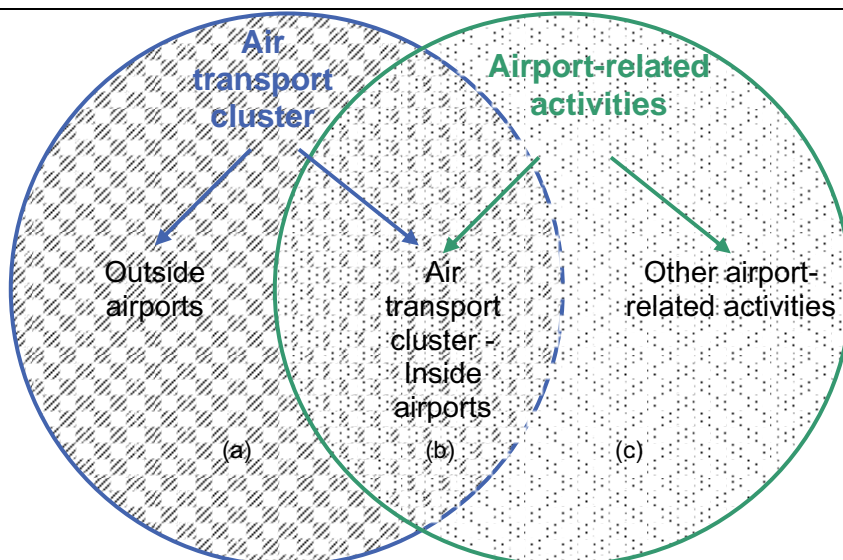 Air
transport
cluster
Airport-related
activities
Outside
airports
Air
transport
cluster -
Inside
airports
Other airport-
related activities
(a)
(b)
(c)